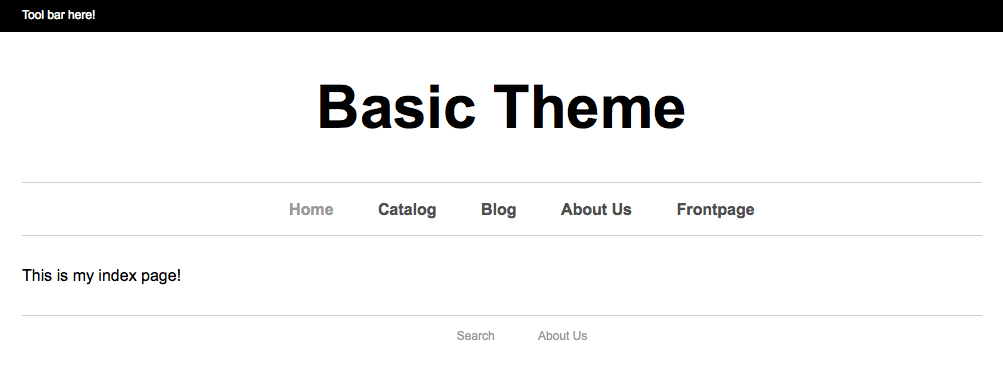 Tool bar here!
Basic Theme
Home Catalog Blog About Us Frontpage
This is my index page!
Search About Us